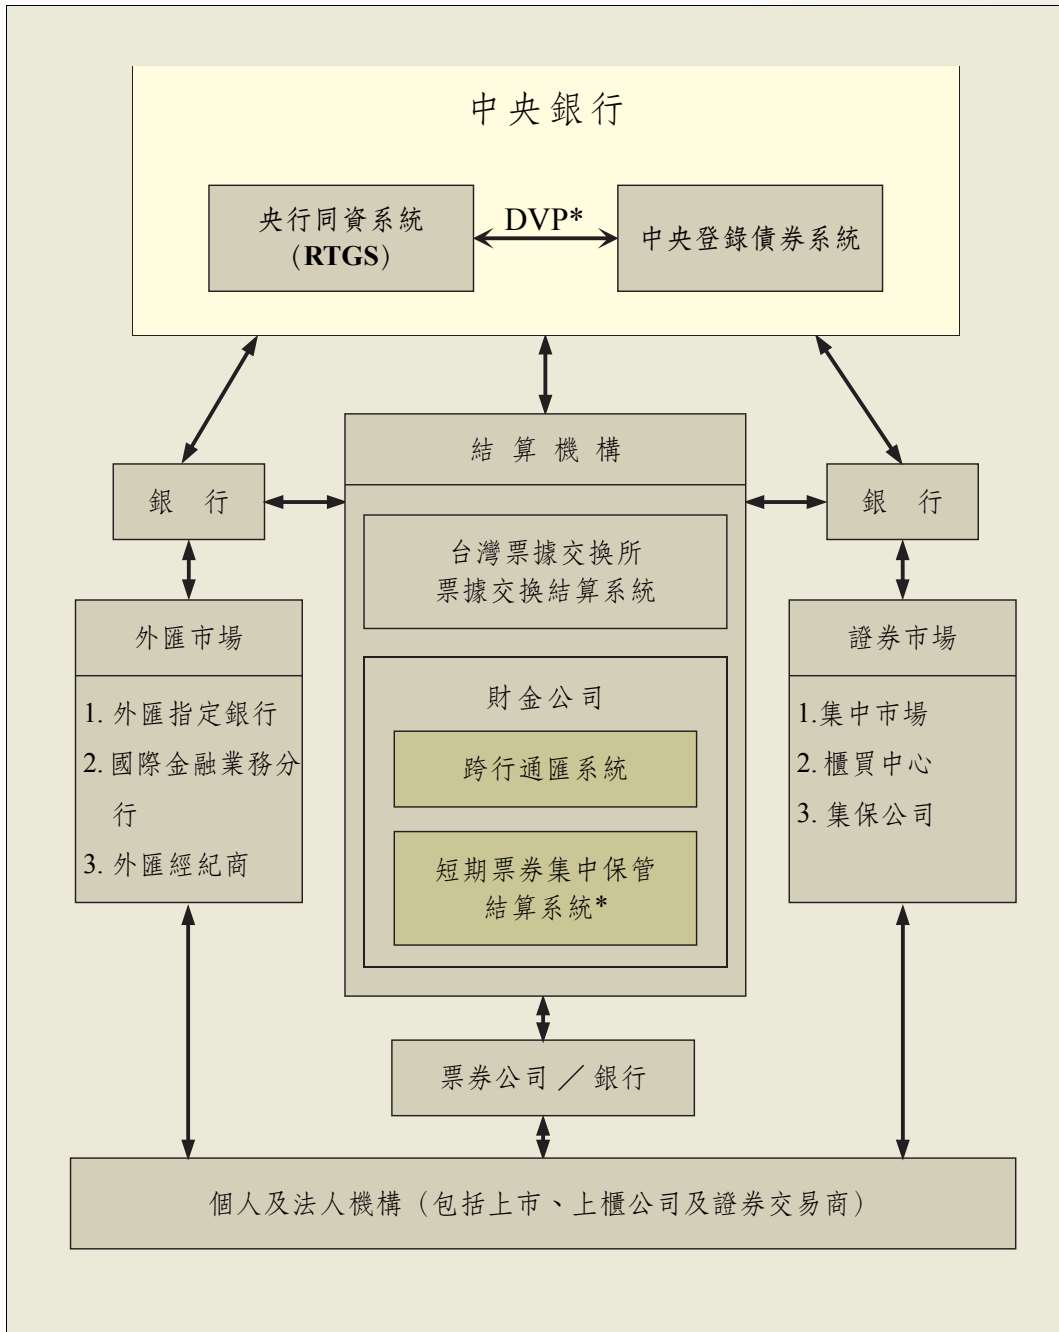 中央銀行
央行同資系統
（RTGS）
DVP*
中央登錄債券系統
結算機構
銀 行
銀 行
台灣票據交換所
票據交換結算系統
外匯市場
1. 外匯指定銀行
2. 國際金融業務分
行
3. 外匯經紀商
財金公司
跨行通匯系統
短期票券集中保管
結算系統*
證券市場
1.集中市場
2. 櫃買中心
3. 集保公司
票券公司／銀行
個人及法人機構（包括上市、上櫃公司及證券交易商）